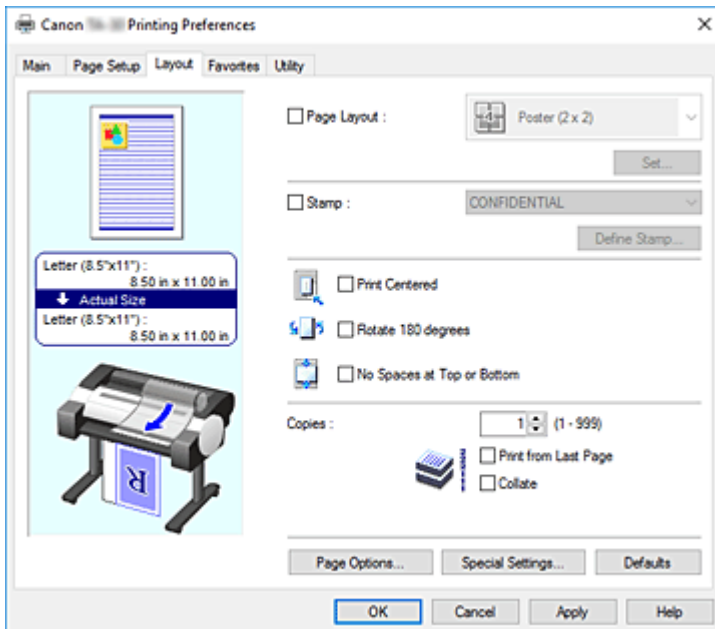 Canon Printing Preferences
Main Page Setup Layout Favorites Utility
Page Layout :
4
Poster (2 x 2)
Set...
Stamp :
CONFIDENTIAL
Define Stamp...
Letter (8.5"x11") :
8.50 in x 11.00 in
Actual Size
Letter (8.5"x11") :
8.50 in x 11.00 in
R
Print Centered
Rotate 180 degrees
No Spaces at Top or Bottom
Copies :
1 (1 - 999)
Print from Last Page
Collate
Page Options... Special Settings... Defaults
OK Cancel Apply Help